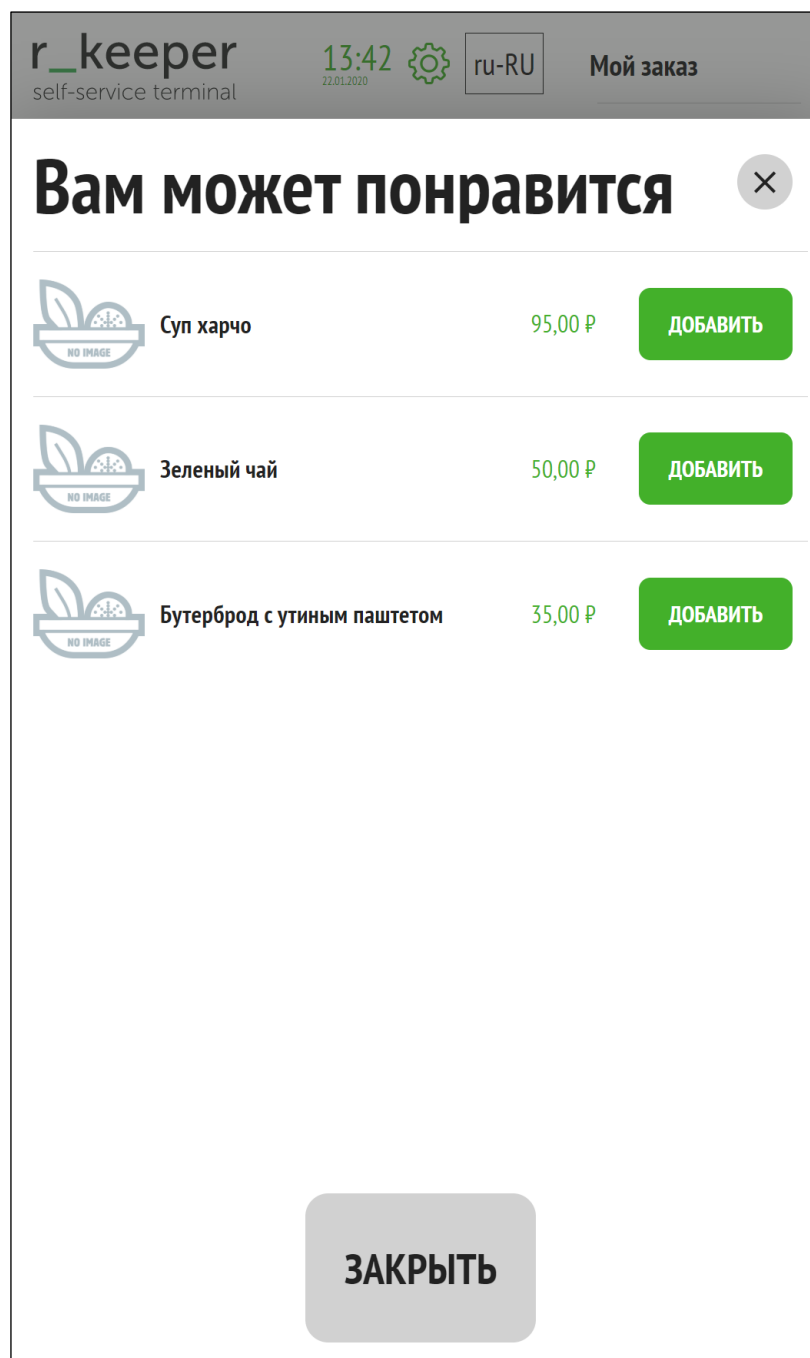 r_keeper
self-service terminal
13:42
22.01.2020
ru-RU
Мой заказ
Вам может понравится
NO IMAGE
Суп харчо
95,00 ₽
ДОБАВИТЬ
NO IMAGE
Зеленый чай
50,00 ₽
ДОБАВИТЬ
NO IMAGE
Бутерброд с утиным паштетом
35,00 ₽
ДОБАВИТЬ
ЗАКРЫТЬ